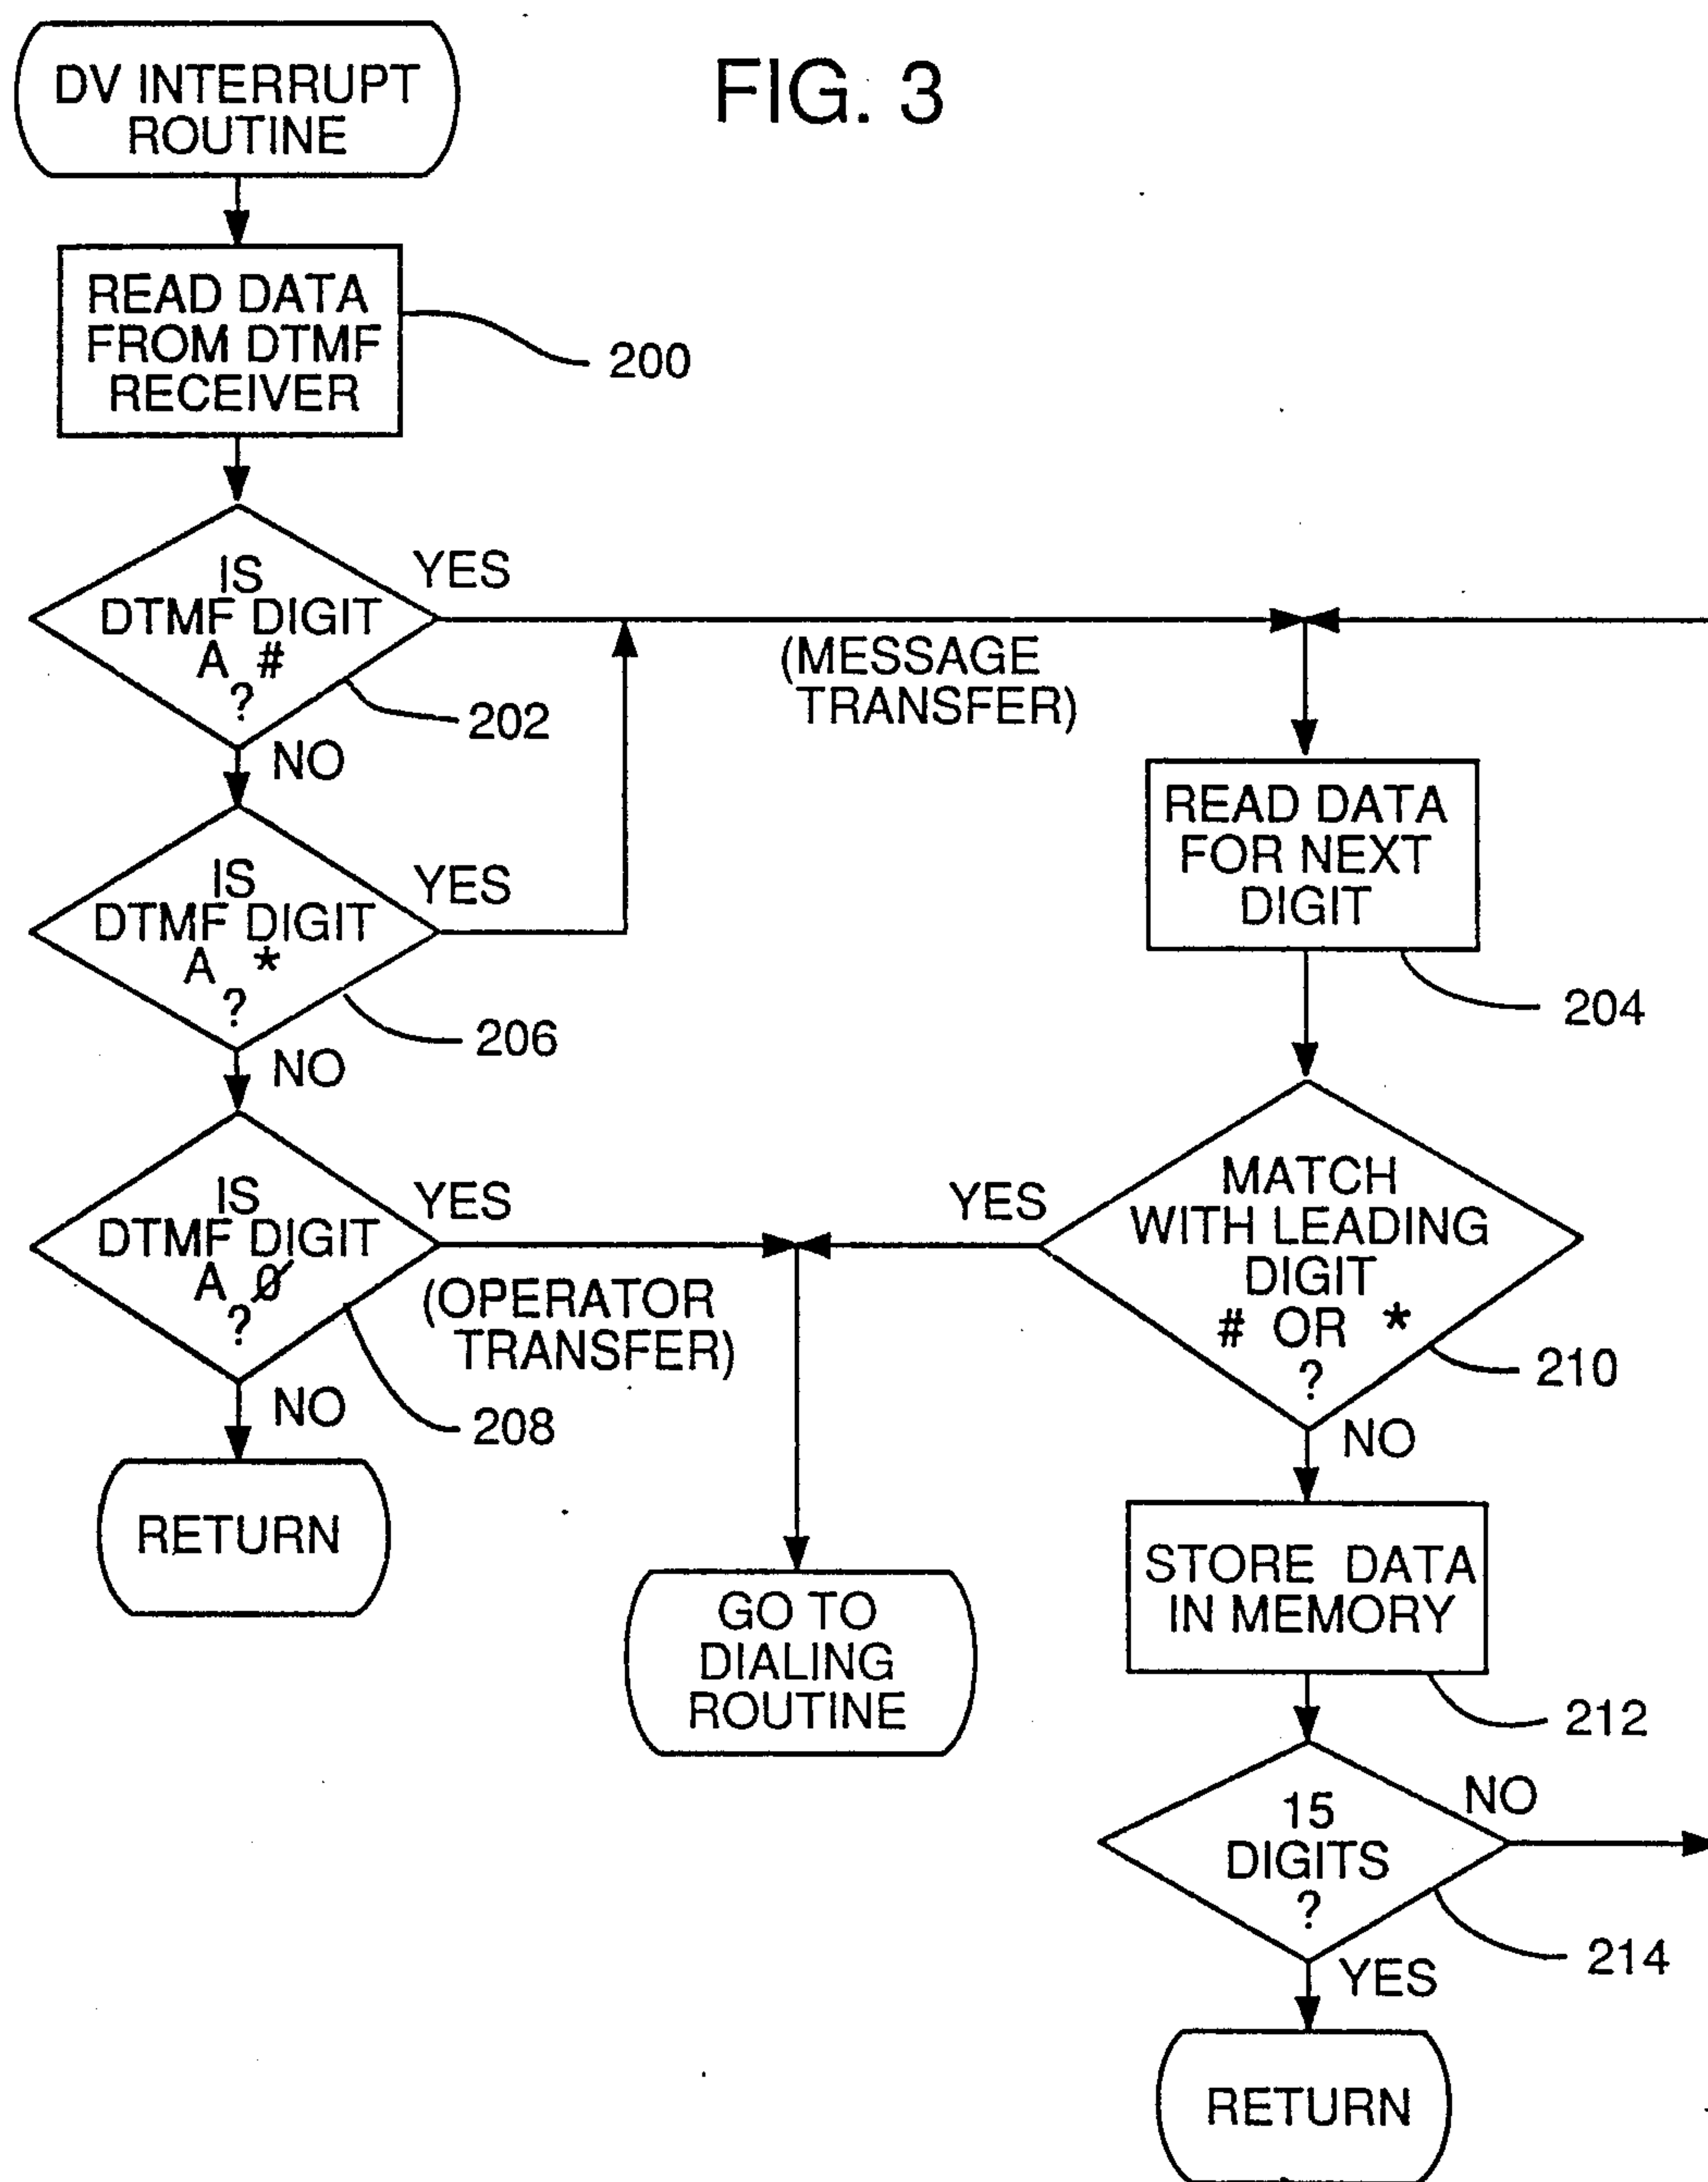 FIG. 3
DV INTERRUPT
ROUTINE
READ DATA
FROM DTMF
RECEIVER
200
IS
DTMF DIGIT
A #
?
YES
202
NO
(MESSAGE
TRANSFER)
IS
DTMF DIGIT
A *
?
YES
206
NO
IS
DTMF DIGIT
A Ø
?
YES
(OPERATOR
TRANSFER)
208
NO
RETURN
GO TO
DIALING
ROUTINE
READ DATA
FOR NEXT
DIGIT
204
MATCH
WITH LEADING
DIGIT
# OR *
?
YES
210
NO
STORE DATA
IN MEMORY
212
15
DIGITS
?
NO
214
YES
RETURN